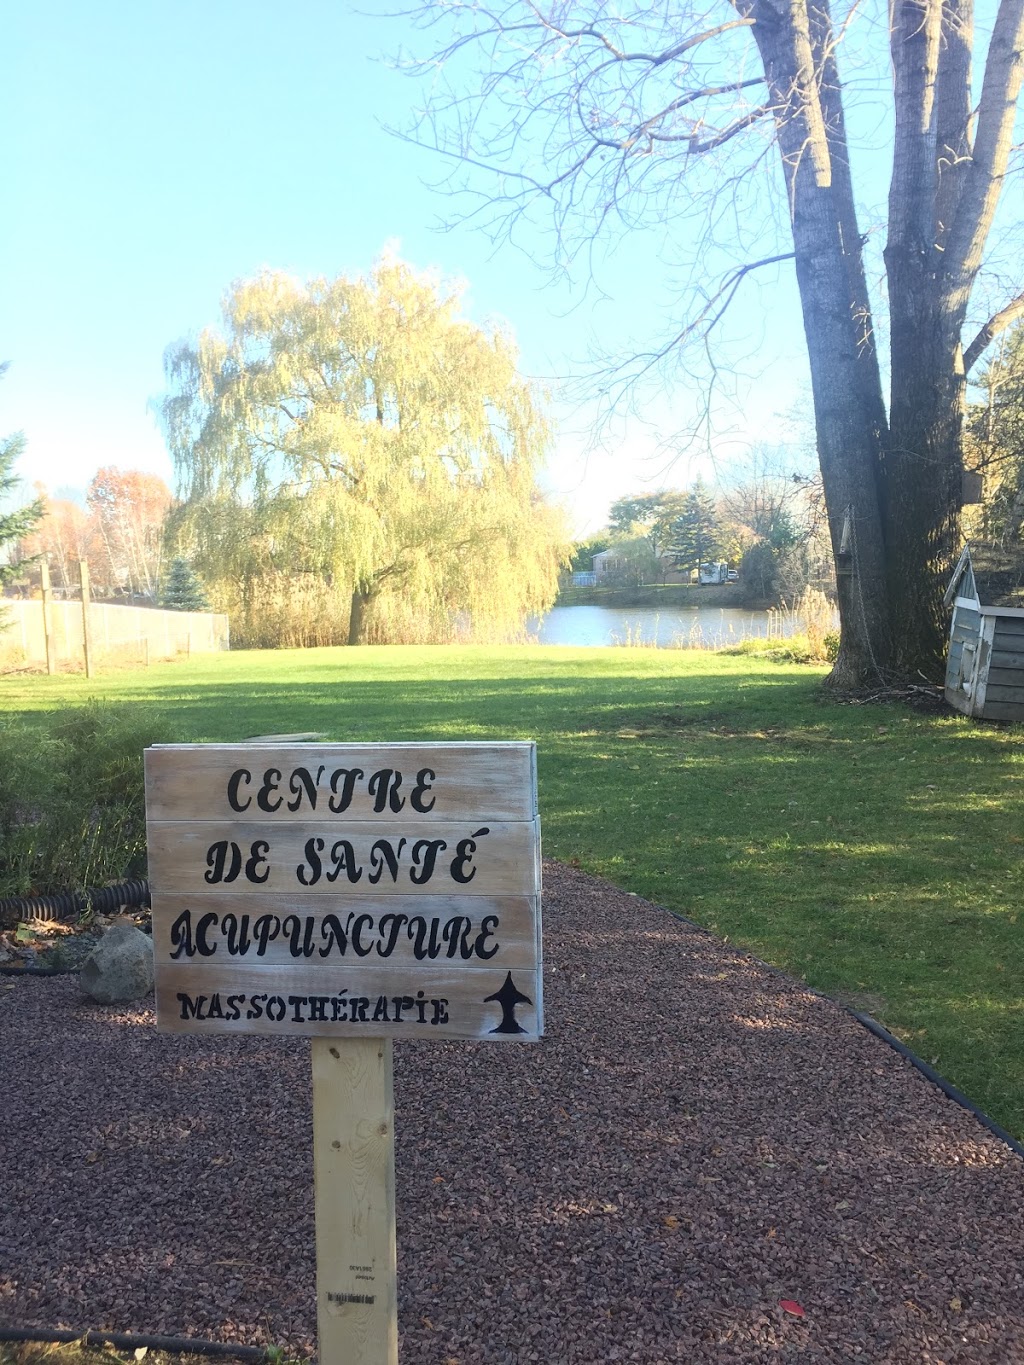 CENTRE
DE SANTÉ
ACUPUNCTURE
MASSOTHÉRAPIE